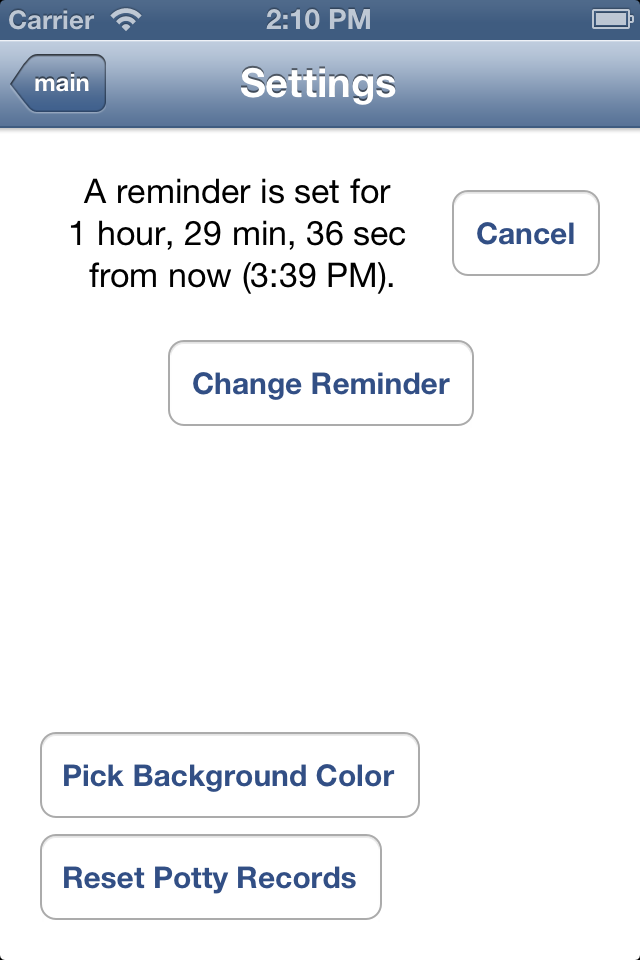 Carrier 2:10 PM
main Settings
A reminder is set for
1 hour, 29 min, 36 sec
from now (3:39 PM).
Cancel
Change Reminder
Pick Background Color
Reset Potty Records